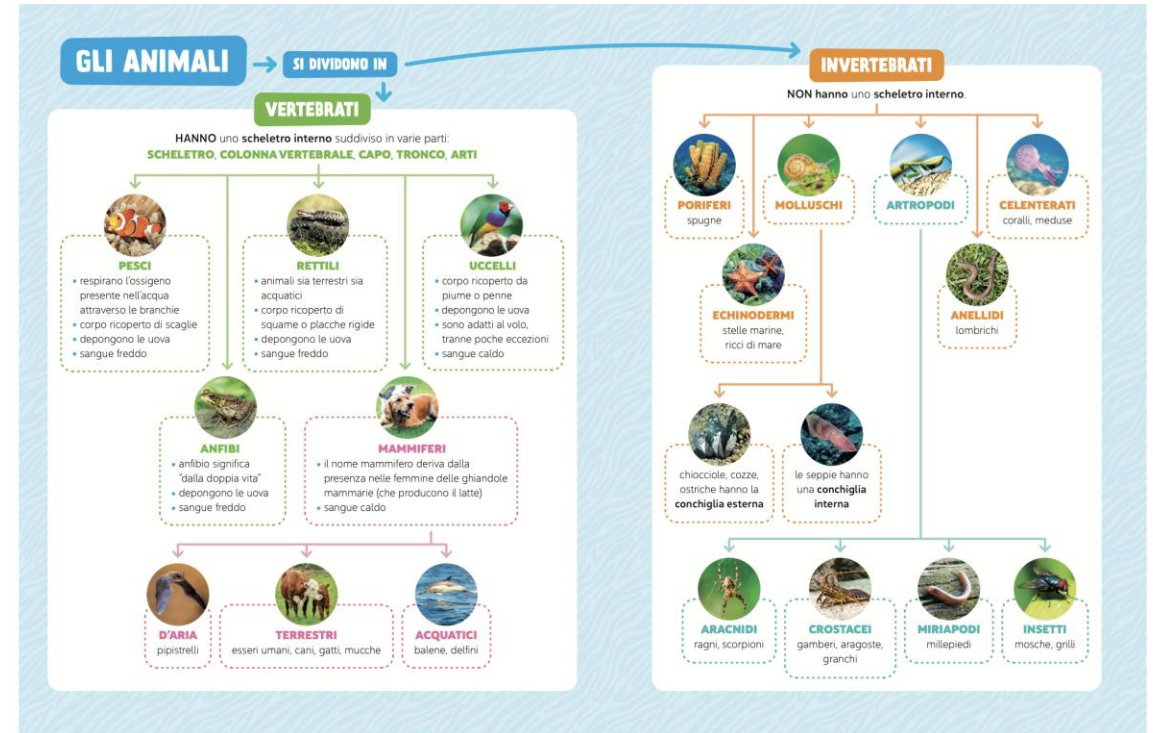 GLI ANIMALI
SI DIVIDONO IN
VERTEBRATI
HANNO uno scheletro interno suddiviso in varie parti:
SCHELETRO, COLONNA VERTEBRALE, CAPO, TRONCO, ARTI
PESCI
• respirano l'ossigeno
presente nell'acqua
attraverso le branchie
• corpo ricoperto di scaglie
• depongono le uova
• sangue freddo
RETTILI
• animali sia terrestri sia
acquatici
• corpo ricoperto di
squame o placche rigide
• depongono le uova
• sangue freddo
UCCELLI
• corpo ricoperto da
piume o penne
• depongono le uova
• sono adatti al volo,
tranne poche eccezioni
• sangue caldo
ANFIBI
• anfibio significa
"dalla doppia vita"
• depongono le uova
• sangue freddo
MAMMIFERI
• il nome mammifero deriva dalla
presenza nelle femmine delle ghiandole
mammarie (che producono il latte)
• sangue caldo
D'ARIA
pipistrelli
TERRESTRI
esseri umani, cani, gatti, mucche
ACQUATICI
balene, delfini
INVERTEBRATI
NON hanno uno scheletro interno.
PORIFERI
spugne
MOLLUSCHI
ARTROPODI
CELENTERATI
coralli, meduse
ECHINODERMI
stelle marine,
ricci di mare
ANELLIDI
lombrichi
chiocciole, cozze,
ostriche hanno la
conchiglia esterna
le seppie hanno
una conchiglia
interna
ARACNIDI
ragni, scorpioni
CROSTACEI
gamberi, aragoste,
granchi
MIRIAPODI
millepiedi
INSETTI
mosche, grilli